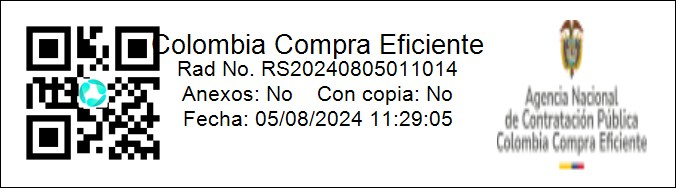 Colombia Compra Eficiente
Rad No. RS20240805011014
Anexos: No    Con copia: No
Fecha: 05/08/2024 11:29:05
Agencia Nacional
de Contratación Pública
Colombia Compra Eficiente